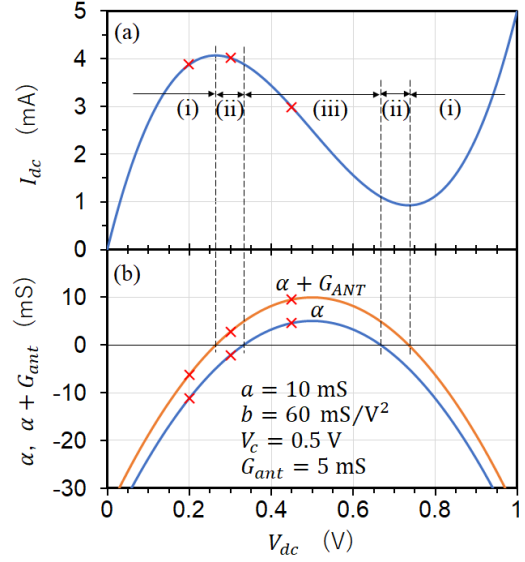 (a)
5
4
3
2
1
0
I_dc （mA）
(i) (ii) (iii) (ii) (i)
(b)
10
0
-10
-20
-30
α, α + G_ant （mS）
α + G_ANT
α
a = 10 mS
b = 60 mS/V²
V_c = 0.5 V
G_ant = 5 mS
0 0.2 0.4 0.6 0.8 1
V_dc （V）